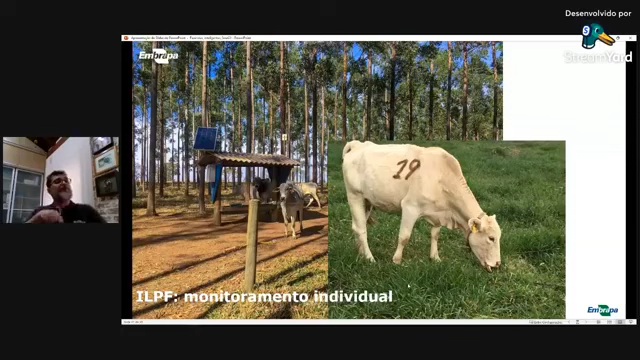 Desenvolvido por
StreamYard
Embrapa
19
ILPF: monitoramento individual
Embrapa